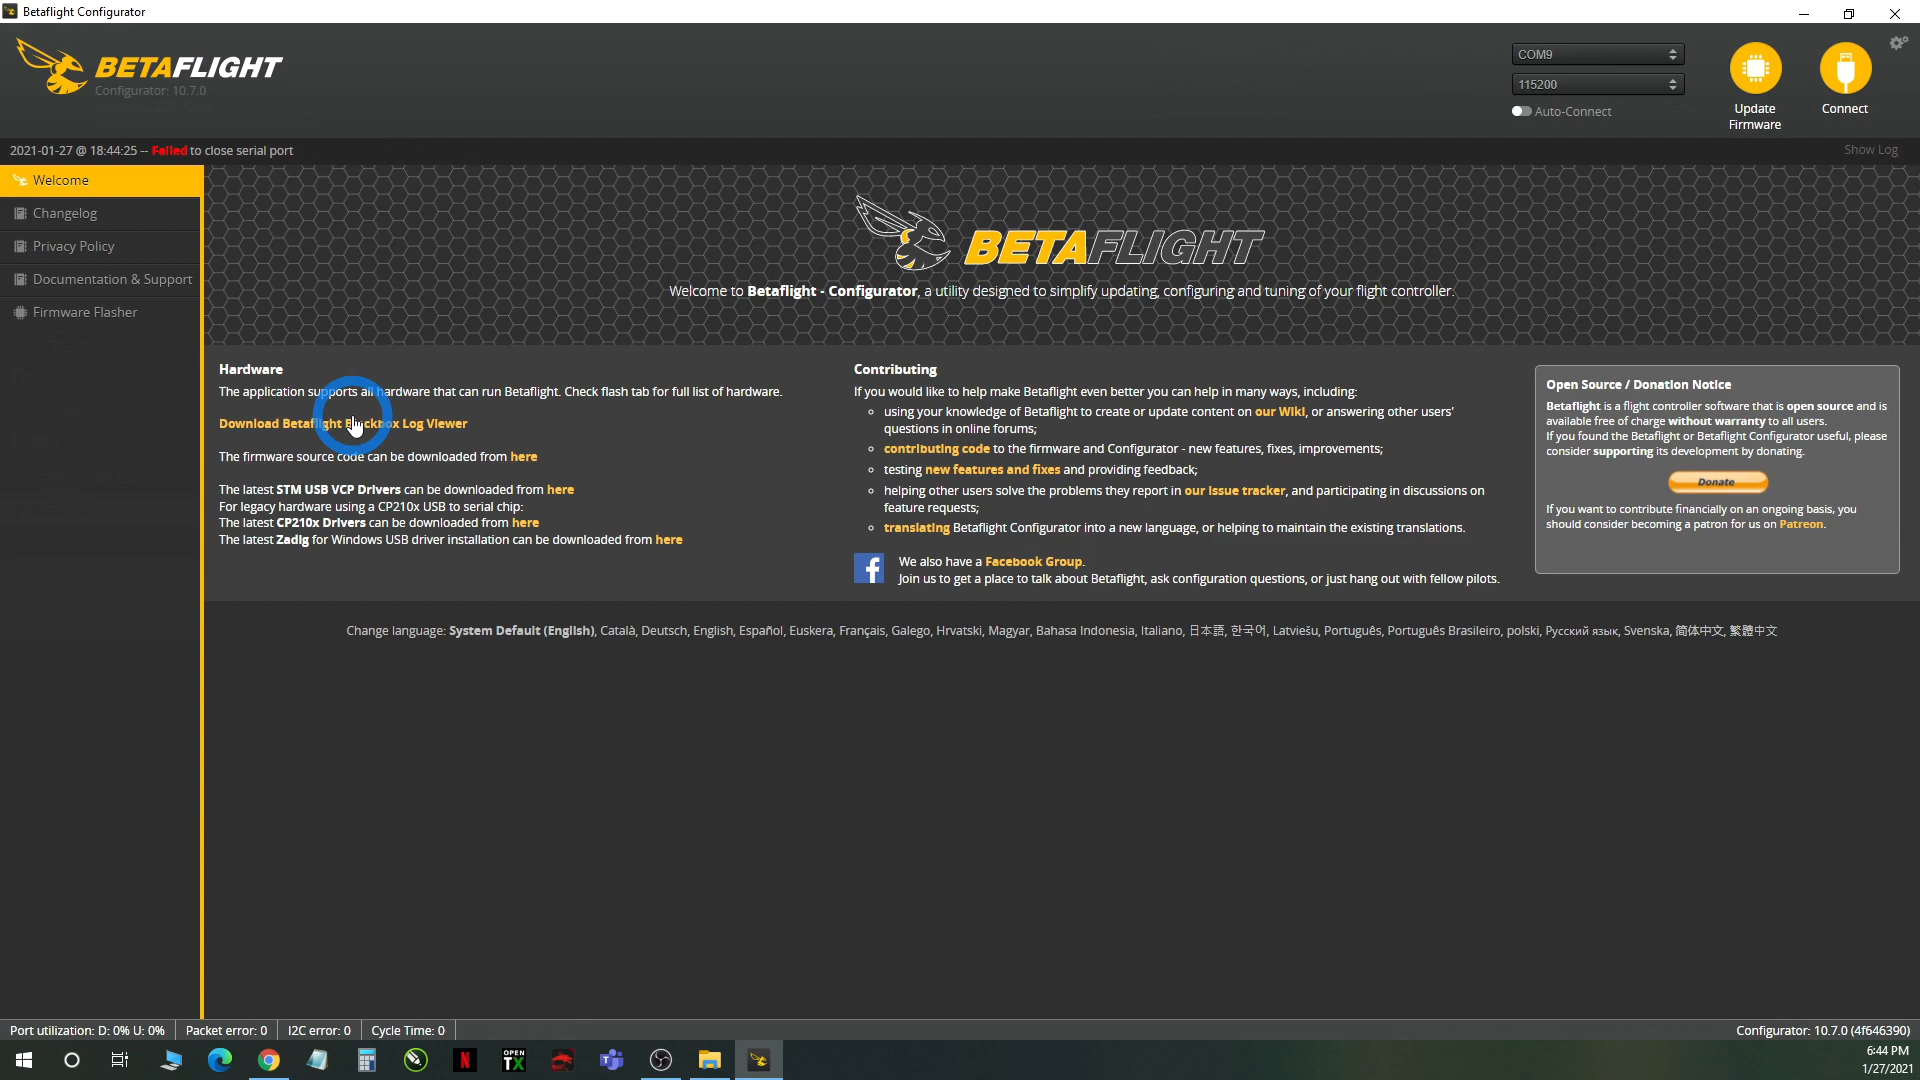 Betaflight Configurator
BETAFLIGHT
Configurator: 10.7.0
COM9
115200
Auto-Connect
Update
Firmware
Connect
2021-01-27 @ 18:44:25 -- Failed to close serial port
Show Log
Welcome
Changelog
Privacy Policy
Documentation & Support
Firmware Flasher
BETAFLIGHT
Welcome to Betaflight - Configurator, a utility designed to simplify updating, configuring and tuning of your flight controller.
Hardware
The application supports all hardware that can run Betaflight. Check flash tab for full list of hardware.
Download Betaflight Blackbox Log Viewer
The firmware source code can be downloaded from here
The latest STM USB VCP Drivers can be downloaded from here
For legacy hardware using a CP210x USB to serial chip:
The latest CP210x Drivers can be downloaded from here
The latest Zadig for Windows USB driver installation can be downloaded from here
Contributing
If you would like to help make Betaflight even better you can help in many ways, including:
using your knowledge of Betaflight to create or update content on our Wiki, or answering other users'
questions in online forums;
contributing code to the firmware and Configurator - new features, fixes, improvements;
testing new features and fixes and providing feedback;
helping other users solve the problems they report in our issue tracker, and participating in discussions on
feature requests;
translating Betaflight Configurator into a new language, or helping to maintain the existing translations.
We also have a Facebook Group.
Join us to get a place to talk about Betaflight, ask configuration questions, or just hang out with fellow pilots.
Open Source / Donation Notice
Betaflight is a flight controller software that is open source and is
available free of charge without warranty to all users.
If you found the Betaflight or Betaflight Configurator useful, please
consider supporting its development by donating.
Donate
If you want to contribute financially on an ongoing basis, you
should consider becoming a patron for us on Patreon.
Change language: System Default (English), Català, Deutsch, English, Español, Euskera, Français, Galego, Hrvatski, Magyar, Bahasa Indonesia, Italiano, 日本語, 한국어, Latviešu, Português, Português Brasileiro, polski, Русский язык, Svenska, 简体中文, 繁體中文
Port utilization: D: 0% U: 0%
Packet error: 0
I2C error: 0
Cycle Time: 0
Configurator: 10.7.0 (4f646390)
OPEN
TX
6:44 PM
1/27/2021